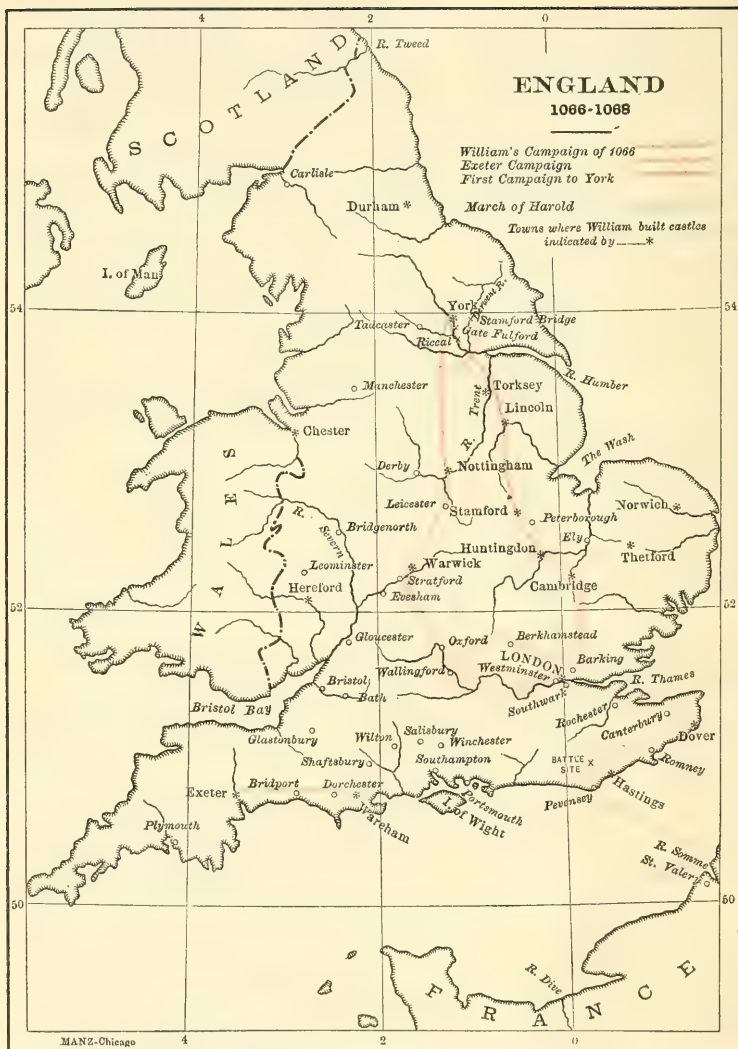 4 2 0
ENGLAND
1066-1068
William's Campaign of 1066
Exeter Campaign
First Campaign to York
March of Harold
Towns where William built castles
indicated by *
SCOTLAND
R. Tweed
Carlisle
Durham *
I. of Man
54
54
York
Derwent R.
Tadcaster
Stamford Bridge
Gate Fulford
Riccal
R. Humber
Manchester
Torksey
R. Trent
Lincoln
Chester
The Wash
Derby
Nottingham
WALES
Leicester
Stamford
Norwich
R. Severn
Bridgenorth
Peterborough
Ely
Leominster
Huntingdon
Thetford
Warwick
Hereford
Stratford
Cambridge
Evesham
52
52
Gloucester
Oxford
Berkhamstead
LONDON
Barking
Wallingford
Westminster
Bristol
Southwark
R. Thames
Bristol Bay
Bath
Rochester
Canterbury
Glastonbury
Wilton
Salisbury
Winchester
Dover
Shaftsbury
Southampton
BATTLE
SITE x
Romney
Exeter
Bridport
Dorchester
Portsmouth
Pevensey
Hastings
Wareham
I. of Wight
Plymouth
R. Somme
St. Valery
50
50
R. Dive
FRANCE
MANZ-Chicago
4 2 0